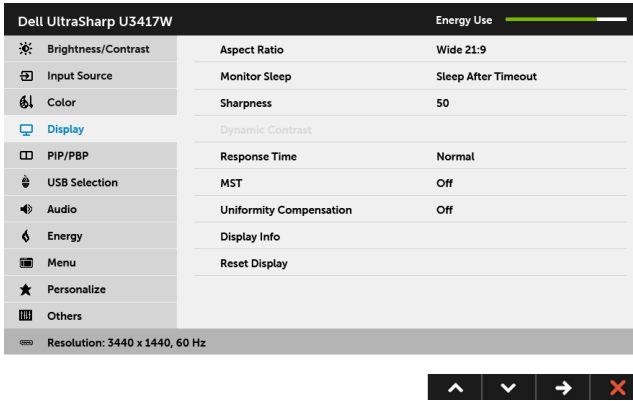 Dell UltraSharp U3417W Energy Use
Brightness/Contrast Aspect Ratio Wide 21:9
Input Source Monitor Sleep Sleep After Timeout
Color Sharpness 50
Display Dynamic Contrast
PIP/PBP Response Time Normal
USB Selection MST Off
Audio Uniformity Compensation Off
Energy Display Info
Menu Reset Display
Personalize
Others
Resolution: 3440 x 1440, 60 Hz